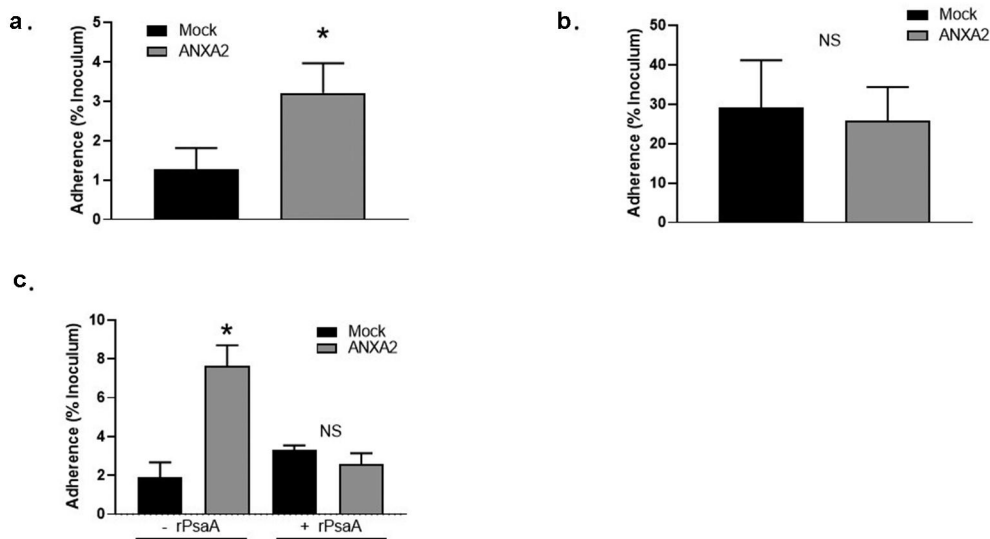 a.
Adherence (% Inoculum)
5
4
3
2
1
0
Mock
ANXA2
*
b.
Adherence (% Inoculum)
50
40
30
20
10
0
NS
Mock
ANXA2
c.
Adherence (% Inoculum)
10
8
6
4
2
0
*
NS
Mock
ANXA2
- rPsaA
+ rPsaA